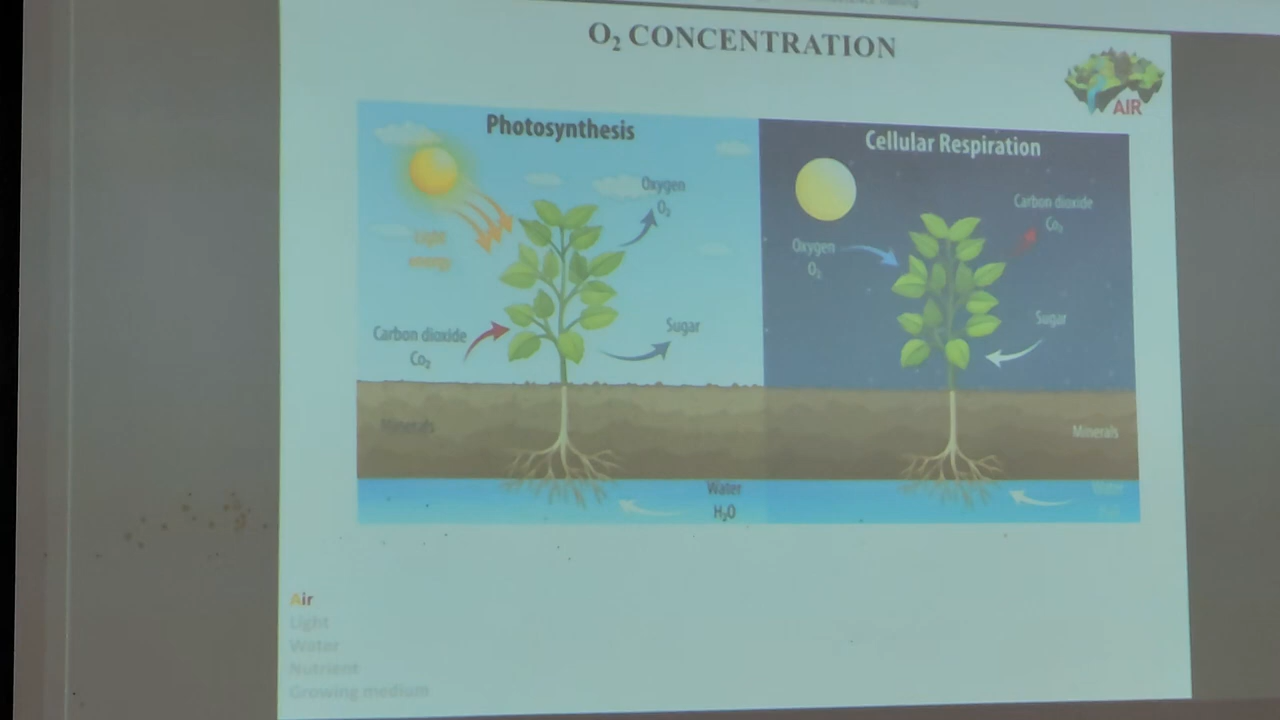 O₂ CONCENTRATION
AIR
Photosynthesis
Oxygen
O₂
Light
energy
Carbon dioxide
Co₂
Sugar
Minerals
Cellular Respiration
Carbon dioxide
Co₂
Oxygen
O₂
Sugar
Minerals
Water
H₂O
Air
Light
Water
Nutrient
Growing medium